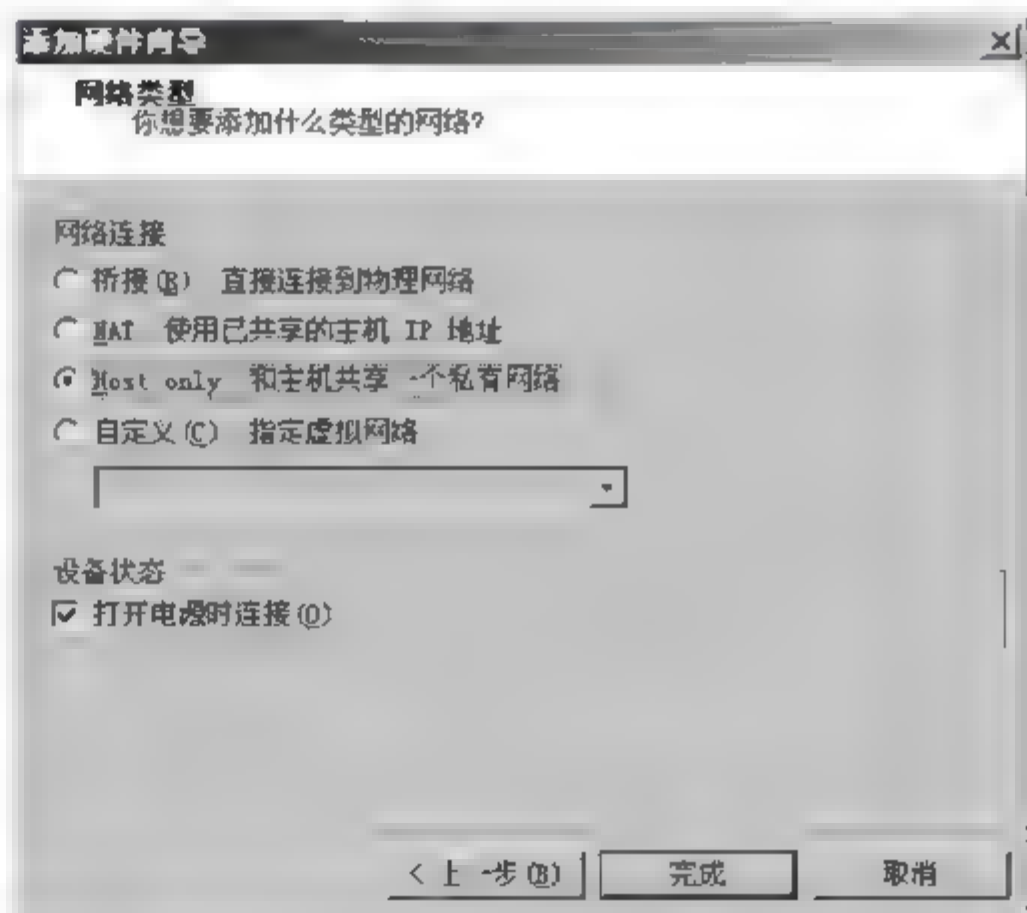 添加硬件向导
网络类型
你想要添加什么类型的网络?
网络连接
桥接(R) 直接连接到物理网络
NAT 使用已共享的主机 IP 地址
Host only 和主机共享一个私有网络
自定义(C) 指定虚拟网络
设备状态
打开电源时连接(O)
< 上一步(B) 完成 取消